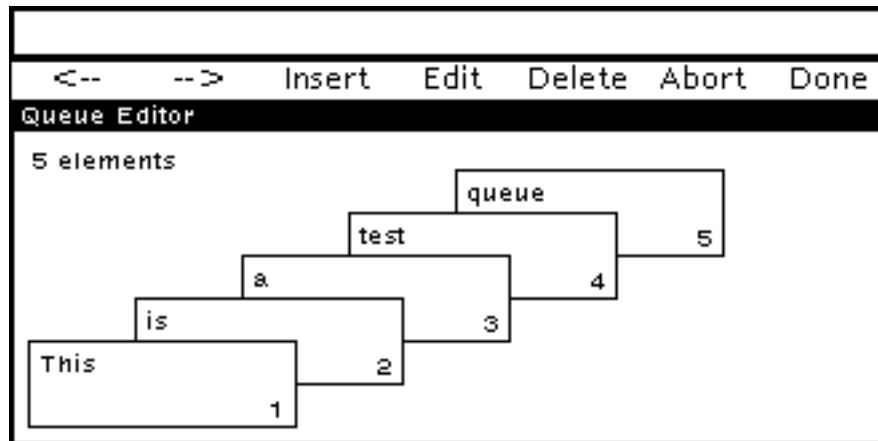 <-- --> Insert Edit Delete Abort Done
Queue Editor
5 elements
queue
5
test
4
a
3
is
2
This
1